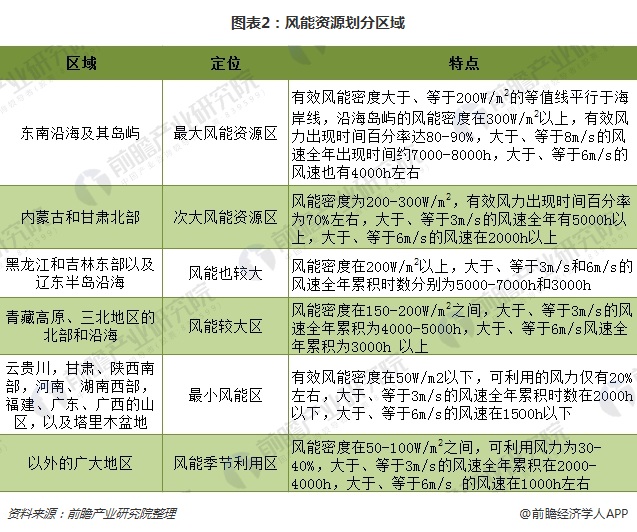 图表2：风能资源划分区域
区域
定位
特点
东南沿海及其岛屿
最大风能资源区
有效风能密度大于、等于200W/m²的等值线平行于海
岸线，沿海岛屿的风能密度在300W/m²以上，有效风
力出现时间百分率达80-90%，大于、等于8m/s的
风速全年出现时间约7000-8000h，大于、等于6m/s的
风速也有4000h左右
内蒙古和甘肃北部
次大风能资源区
风能密度为200-300W/m²，有效风力出现时间百分率
为70%左右，大于、等于3m/s的风速全年有5000h以
上，大于、等于6m/s的风速在2000h以上
黑龙江和吉林东部以及
辽东半岛沿海
风能也较大
风能密度在200W/m²以上，大于、等于3m/s和6m/s的
风速全年累积时数分别为5000-7000h和3000h
青藏高原、三北地区的
北部和沿海
风能较大区
风能密度在150-200W/m²之间，大于、等于3m/s的风
速全年累积为4000-5000h，大于、等于6m/s风速全
年累积为3000h 以上
云贵川，甘肃、陕西南
部，河南、湖南西部，
福建、广东、广西的山
区，以及塔里木盆地
最小风能区
有效风能密度在50W/m2以下，可利用的风力仅有20%
左右，大于、等于3m/s的风速全年累积时数在2000h
以下，大于、等于6m/s的风速在1500h以下
以外的广大地区
风能季节利用区
风能密度在50-100W/m²之间，可利用风力为30-
40%，大于、等于3m/s的风速全年累积在2000-
4000h，大于、等于6m/s 的风速在1000h左右
资料来源：前瞻产业研究院整理
@前瞻经济学人APP
前瞻产业研究院